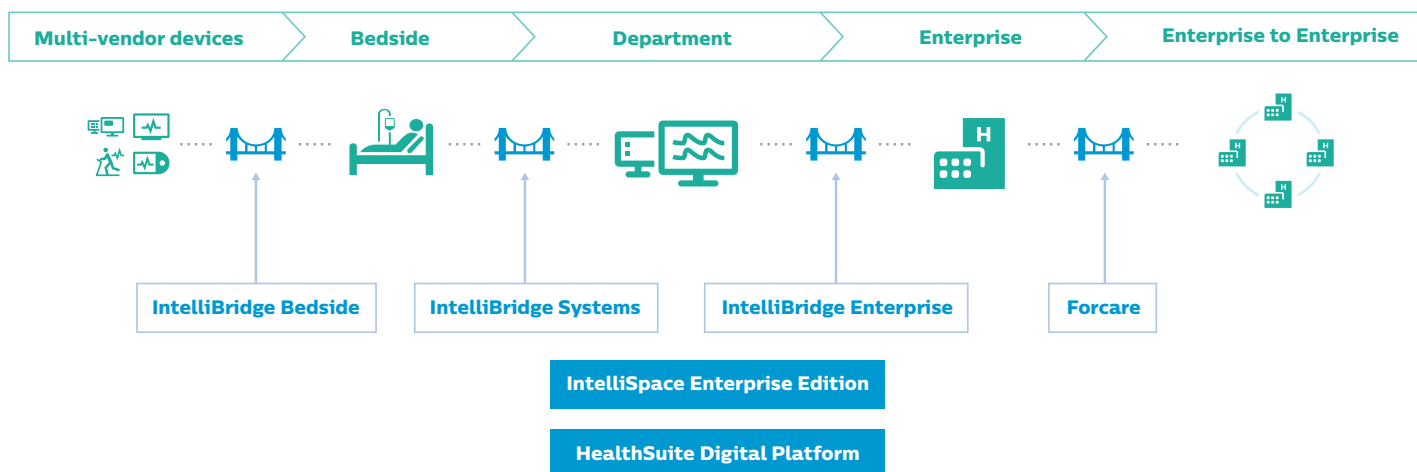 Multi-vendor devices
Bedside
Department
Enterprise
Enterprise to Enterprise
H
H
H
H
H
IntelliBridge Bedside
IntelliBridge Systems
IntelliBridge Enterprise
Forcare
IntelliSpace Enterprise Edition
HealthSuite Digital Platform